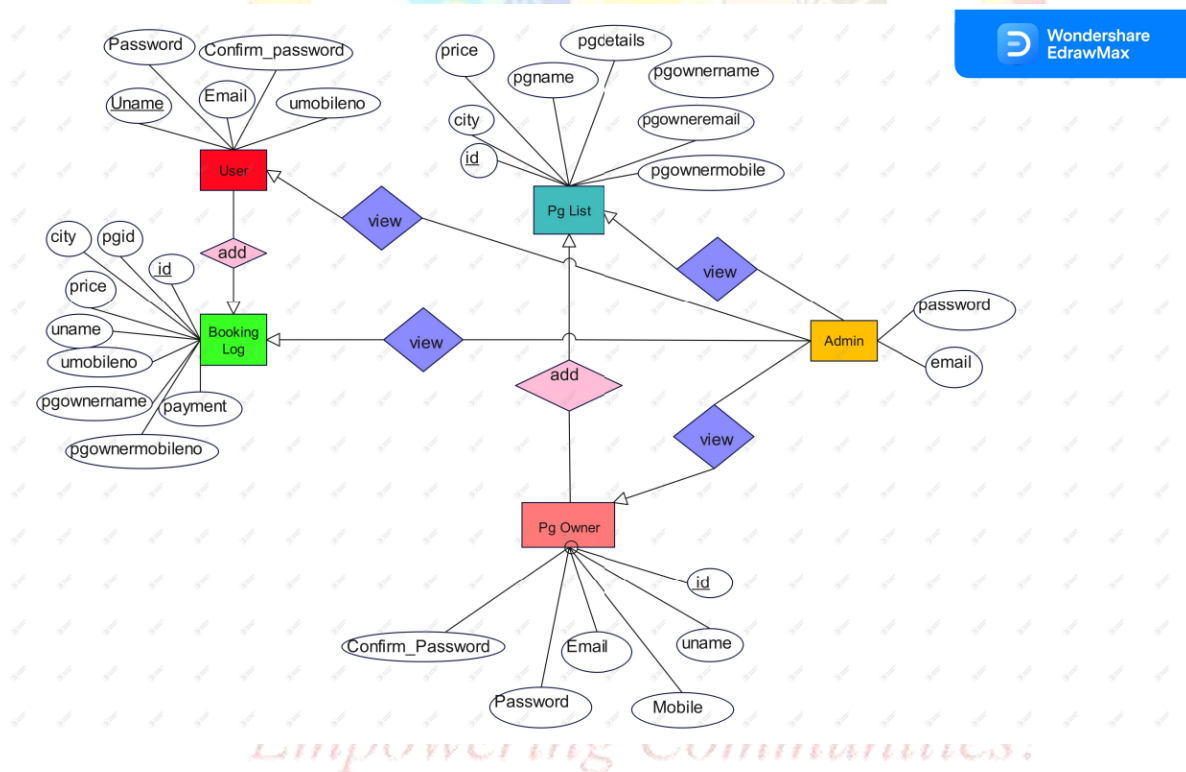 Wondershare
EdrawMax
Password
Confirm_password
Uname
Email
umobileno
User
price
pgdetails
pgname
pgownername
city
pgowneremail
id
pgownermobile
Pg List
view
view
city
pgid
id
add
price
uname
umobileno
pgownername
payment
pgownermobileno
Booking
Log
view
Admin
password
email
add
view
Pg Owner
id
Confirm_Password
Email
uname
Password
Mobile
Empowering Communities!